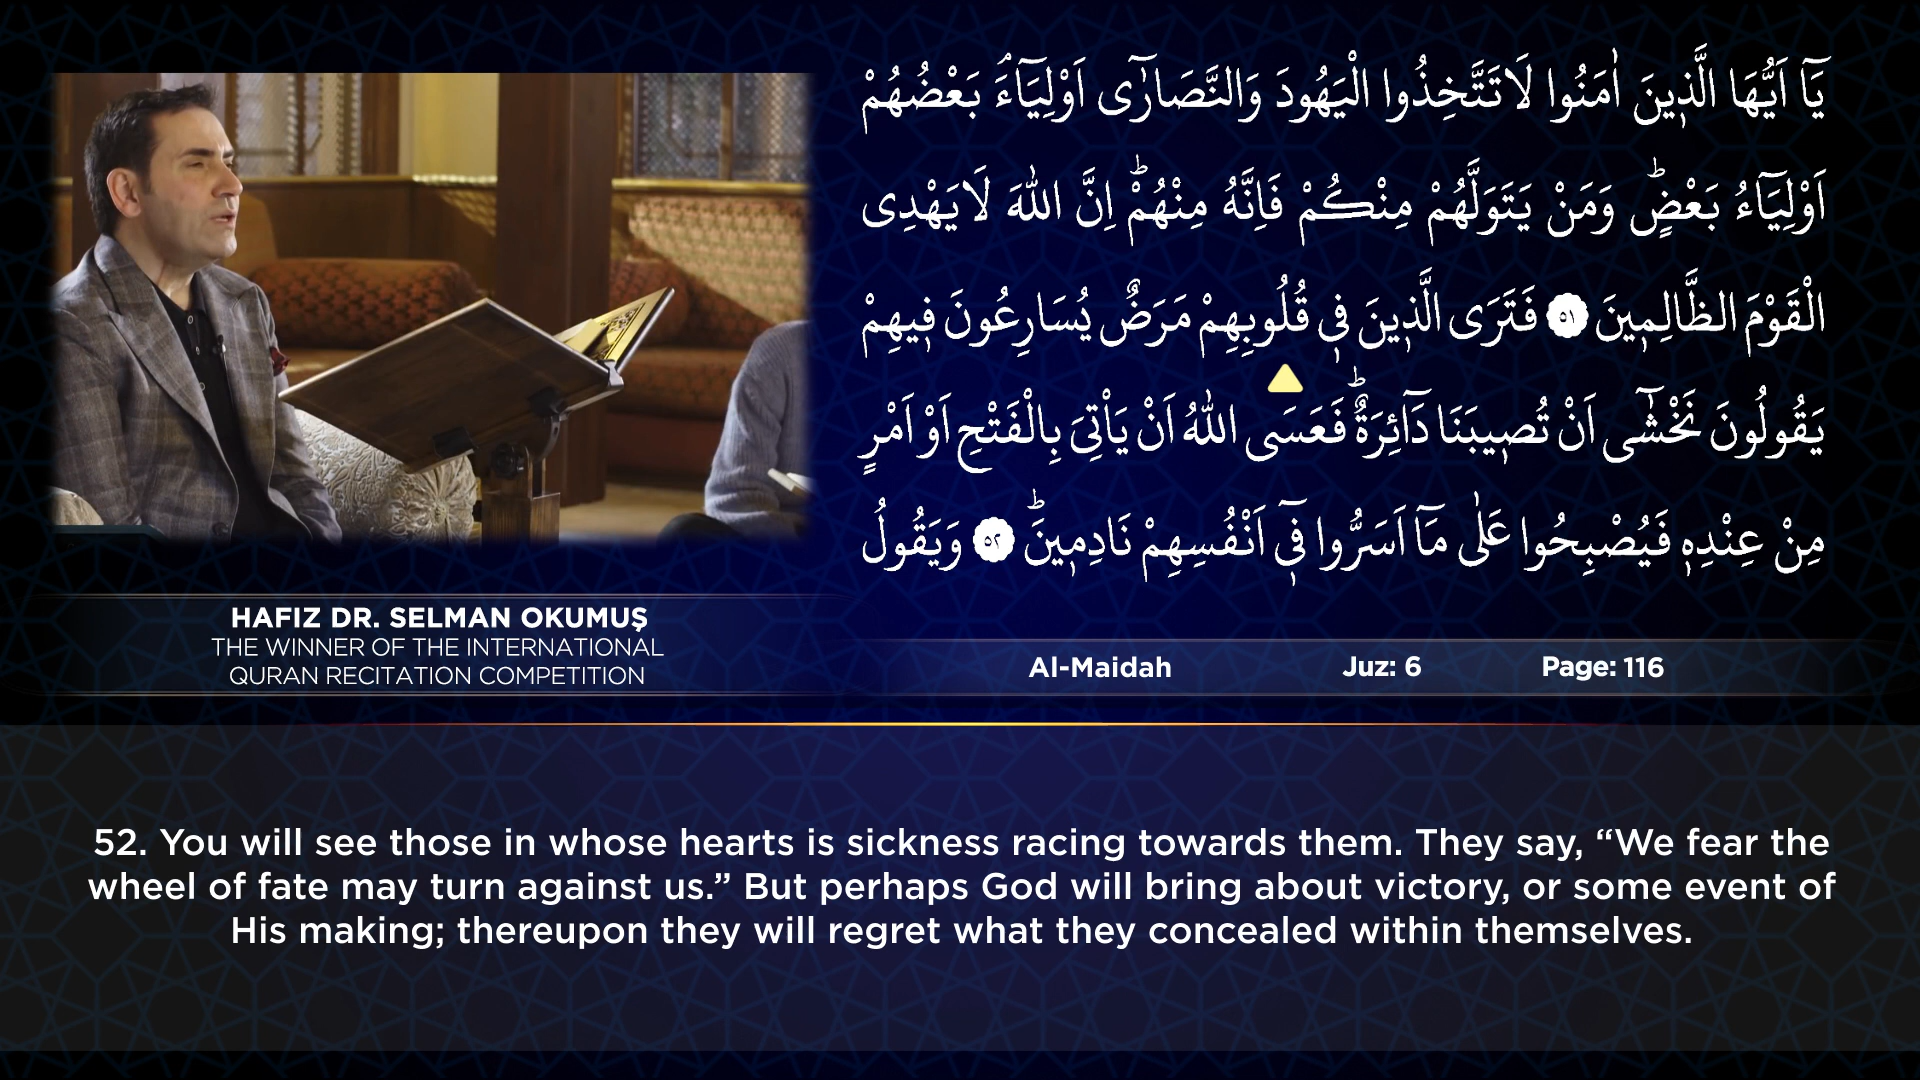 يَٓا اَيُّهَا الَّذ۪ينَ اٰمَنُوا لَا تَتَّخِذُوا الْيَهُودَ وَالنَّصَارٰٓى اَوْلِيَٓاءَۢ بَعْضُهُمْ
اَوْلِيَٓاءُ بَعْضٍۜ وَمَنْ يَتَوَلَّهُمْ مِنْكُمْ فَاِنَّهُ مِنْهُمْۜ اِنَّ اللّٰهَ لَا يَهْدِى
الْقَوْمَ الظَّالِم۪ينَ ٥١ فَتَرَى الَّذ۪ينَ ف۪ى قُلُوبِهِمْ مَرَضٌ يُسَارِعُونَ ف۪يهِمْ
يَقُولُونَ نَخْشٰٓى اَنْ تُص۪يبَنَا دَٓائِرَةٌۜ فَعَسَى اللّٰهُ اَنْ يَأْتِىَ بِالْفَتْحِ اَوْ اَمْرٍ
مِنْ عِنْدِه۪ فَيُصْبِحُوا عَلٰى مَٓا اَسَرُّوا ف۪ٓى اَنْفُسِهِمْ نَادِم۪ينَۜ ٥٢ وَيَقُولُ
HAFIZ DR. SELMAN OKUMUŞ
THE WINNER OF THE INTERNATIONAL
QURAN RECITATION COMPETITION
Al-Maidah Juz: 6 Page: 116
52. You will see those in whose hearts is sickness racing towards them. They say, “We fear the
wheel of fate may turn against us.” But perhaps God will bring about victory, or some event of
His making; thereupon they will regret what they concealed within themselves.